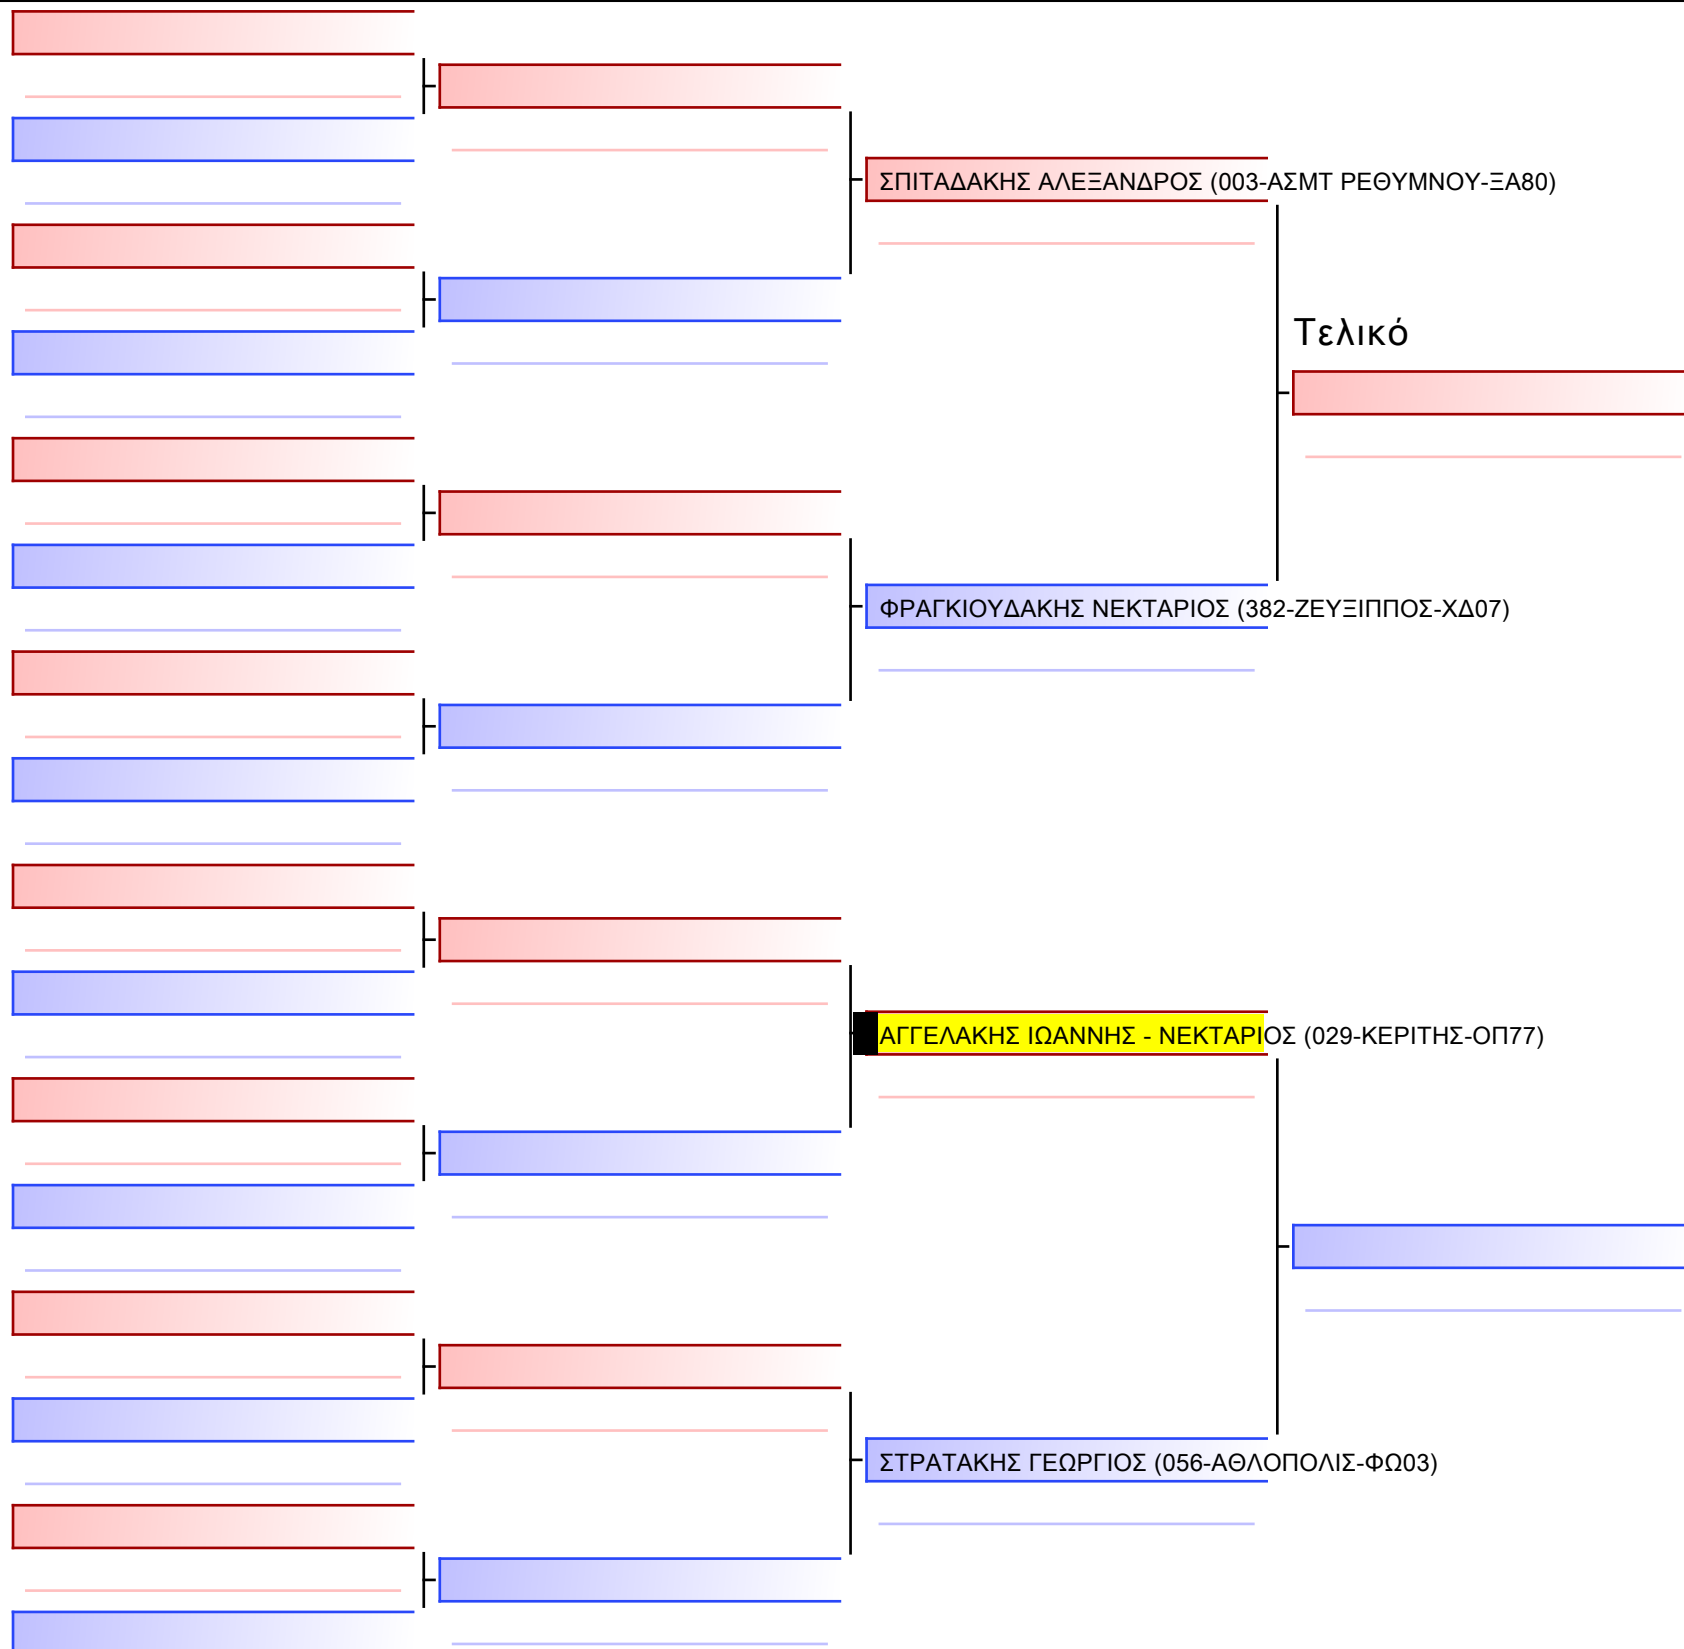 ΣΠΙΤΑΔΑΚΗΣ ΑΛΕΞΑΝΔΡΟΣ (003-ΑΣΜΤ ΡΕΘΥΜΝΟΥ-ΞΑ80)
Τελικό
ΦΡΑΓΚΙΟΥΔΑΚΗΣ ΝΕΚΤΑΡΙΟΣ (382-ΖΕΥΞΙΠΠΟΣ-ΧΔ07)
ΑΓΓΕΛΑΚΗΣ ΙΩΑΝΝΗΣ - ΝΕΚΤΑΡΙΟΣ (029-ΚΕΡΙΤΗΣ-ΟΠ77)
ΣΤΡΑΤΑΚΗΣ ΓΕΩΡΓΙΟΣ (056-ΑΘΛΟΠΟΛΙΣ-ΦΩ03)